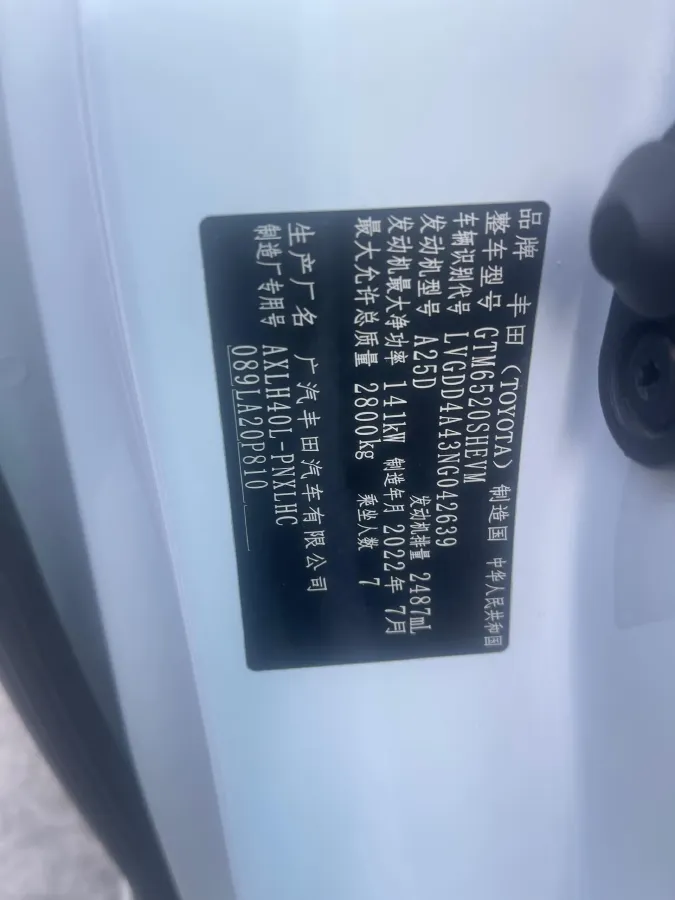 品牌 丰田（TOYOTA） 制造国 中华人民共和国
整车型号 GTM6520SHEVM
车辆识别代号 LVGDD4A43NG042639
发动机型号 A25D 发动机排量 2487mL
发动机最大净功率 141kW 制造年月 2022年 7月
最大允许总质量 2800kg 乘坐人数 7
生产厂名 广汽丰田汽车有限公司
制造厂专用号 AXLH40L-PNXLHC
089LA20P810